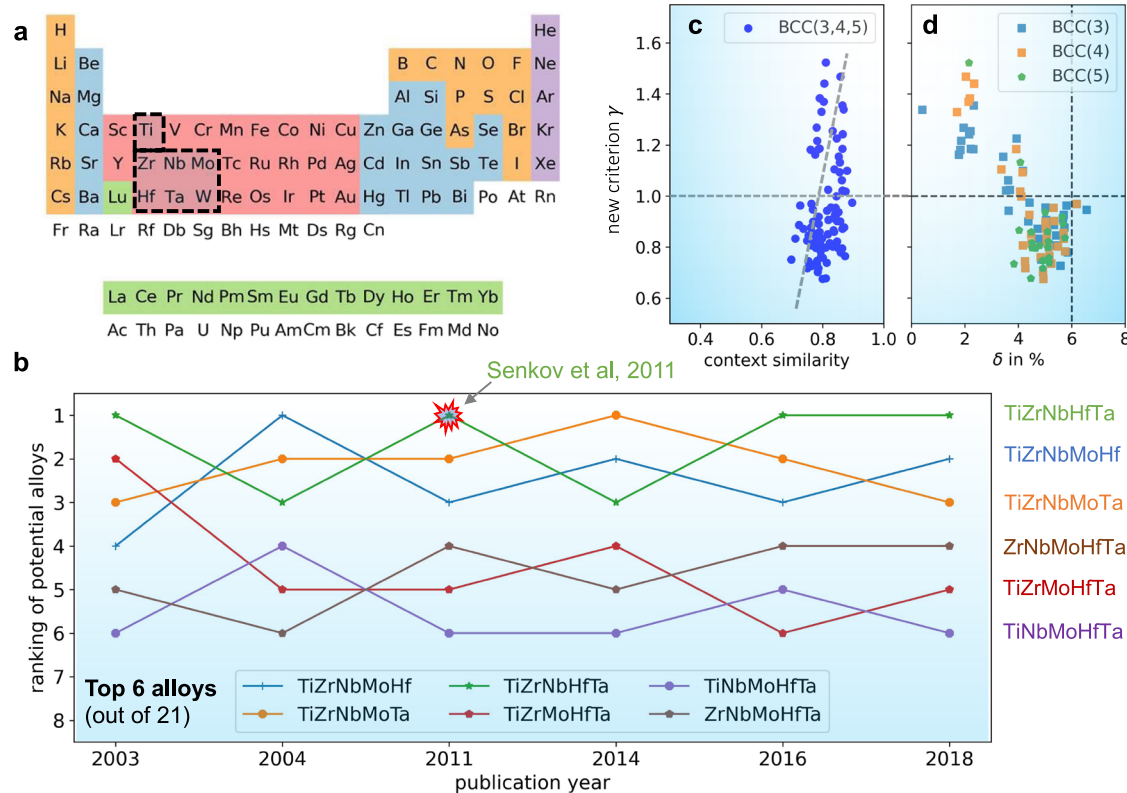 a
H He
Li Be B C N O F Ne
Na Mg Al Si P S Cl Ar
K Ca Sc Ti V Cr Mn Fe Co Ni Cu Zn Ga Ge As Se Br Kr
Rb Sr Y Zr Nb Mo Tc Ru Rh Pd Ag Cd In Sn Sb Te I Xe
Cs Ba Lu Hf Ta W Re Os Ir Pt Au Hg Tl Pb Bi Po At Rn
Fr Ra Lr Rf Db Sg Bh Hs Mt Ds Rg Cn
La Ce Pr Nd Pm Sm Eu Gd Tb Dy Ho Er Tm Yb
Ac Th Pa U Np Pu Am Cm Bk Cf Es Fm Md No
c
BCC(3,4,5)
new criterion γ
1.6
1.4
1.2
1.0
0.8
0.6
0.4 0.6 0.8 1.0
context similarity
d
BCC(3)
BCC(4)
BCC(5)
0 2 4 6 8
δ in %
b
Senkov et al, 2011
ranking of potential alloys
1
2
3
4
5
6
7
8
TiZrNbHfTa
TiZrNbMoHf
TiZrNbMoTa
ZrNbMoHfTa
TiZrMoHfTa
TiNbMoHfTa
Top 6 alloys
(out of 21)
TiZrNbMoHf TiZrNbHfTa TiNbMoHfTa
TiZrNbMoTa TiZrMoHfTa ZrNbMoHfTa
2003 2004 2011 2014 2016 2018
publication year